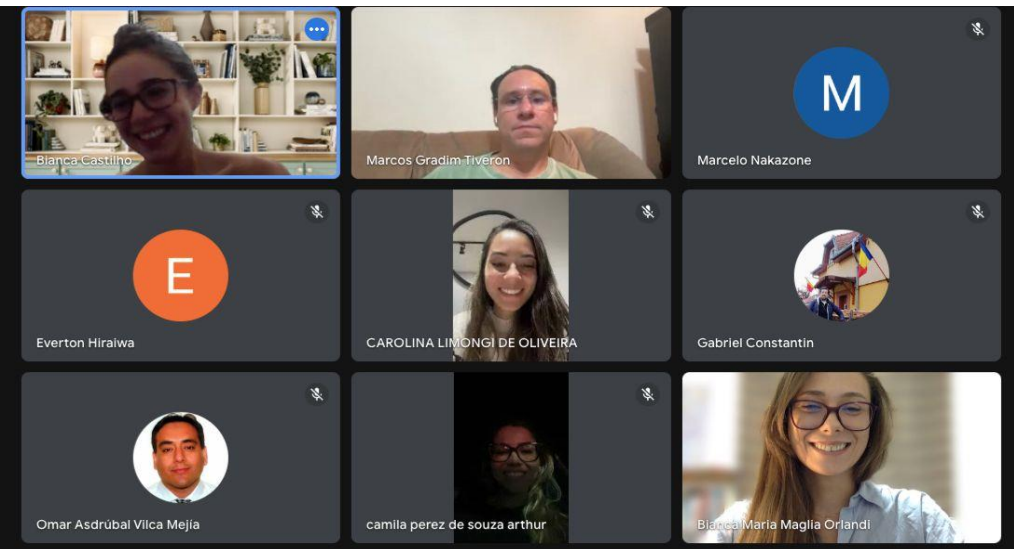 Bianca Castilho
Marcos Gradim Tiveron
M
Marcelo Nakazone
E
Everton Hiraiwa
CAROLINA LIMONGI DE OLIVEIRA
Gabriel Constantin
Omar Asdrúbal Vilca Mejía
camila perez de souza arthur
Bianca Maria Maglia Orlandi